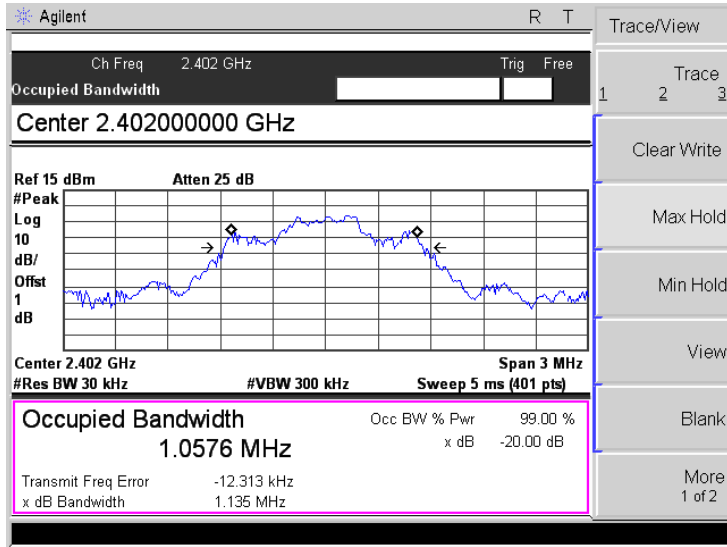 Agilent R T
Ch Freq 2.402 GHz Trig Free
Occupied Bandwidth
Center 2.402000000 GHz
Ref 15 dBm Atten 25 dB
#Peak
Log
10
dB/
Offst
1
dB
Center 2.402 GHz Span 3 MHz
#Res BW 30 kHz #VBW 300 kHz Sweep 5 ms (401 pts)
Occupied Bandwidth Occ BW % Pwr 99.00 %
1.0576 MHz x dB -20.00 dB
Transmit Freq Error -12.313 kHz
x dB Bandwidth 1.135 MHz
Trace/View
Trace
1 2 3
Clear Write
Max Hold
Min Hold
View
Blank
More
1 of 2